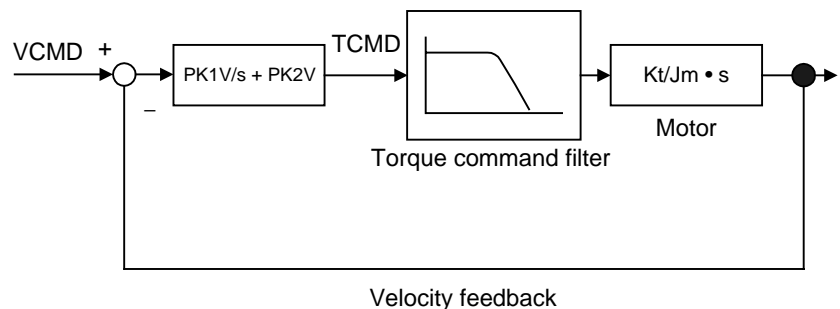 VCMD
+
−
PK1V/s + PK2V
TCMD
Torque command filter
Kt/Jm • s
Motor
Velocity feedback